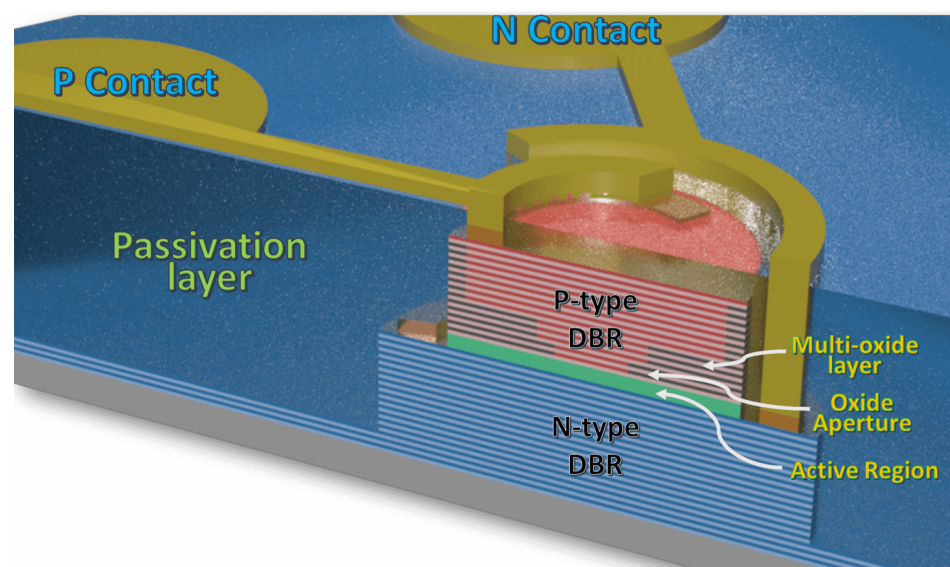 N Contact
P Contact
Passivation
layer
P-type
DBR
Multi-oxide
layer
Oxide
Aperture
N-type
DBR
Active Region